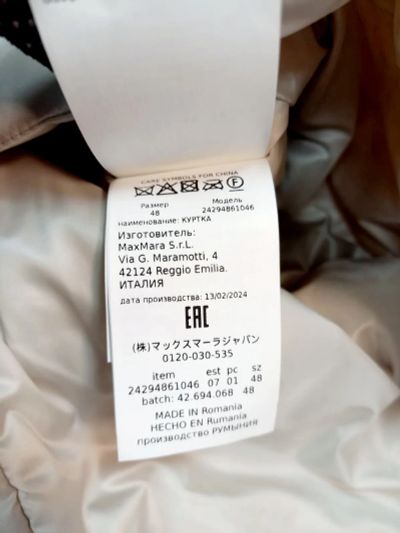 CARE SYMBOLS FOR CHINA
Размер Модель
48 24294861046
наименование: КУРТКА
Изготовитель:
MaxMara S.r.L.
Via G. Maramotti, 4
42124 Reggio Emilia.
ИТАЛИЯ
дата производства: 13/02/2024
EAC
(株)マックスマーラジャパン
0120-030-535
item est pc sz
24294861046 07 01 48
batch: 42.694.068 48
MADE IN Romania
HECHO EN Rumania
производство РУМЫНИЯ